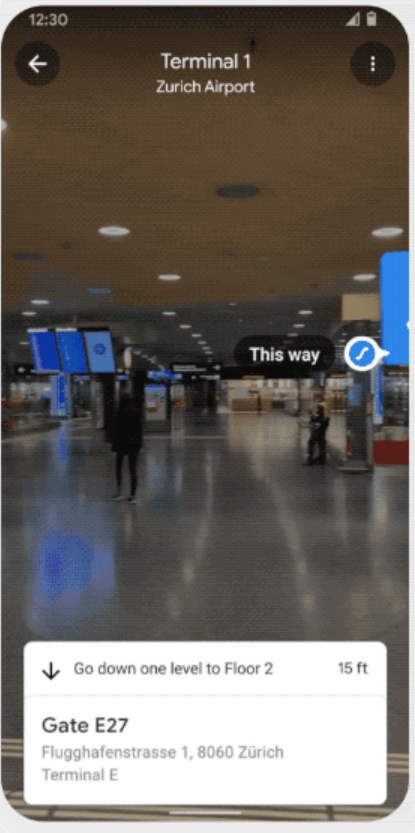 12:30
Terminal 1
Zurich Airport
This way
Go down one level to Floor 2 15 ft
Gate E27
Flugghafenstrasse 1, 8060 Zürich
Terminal E